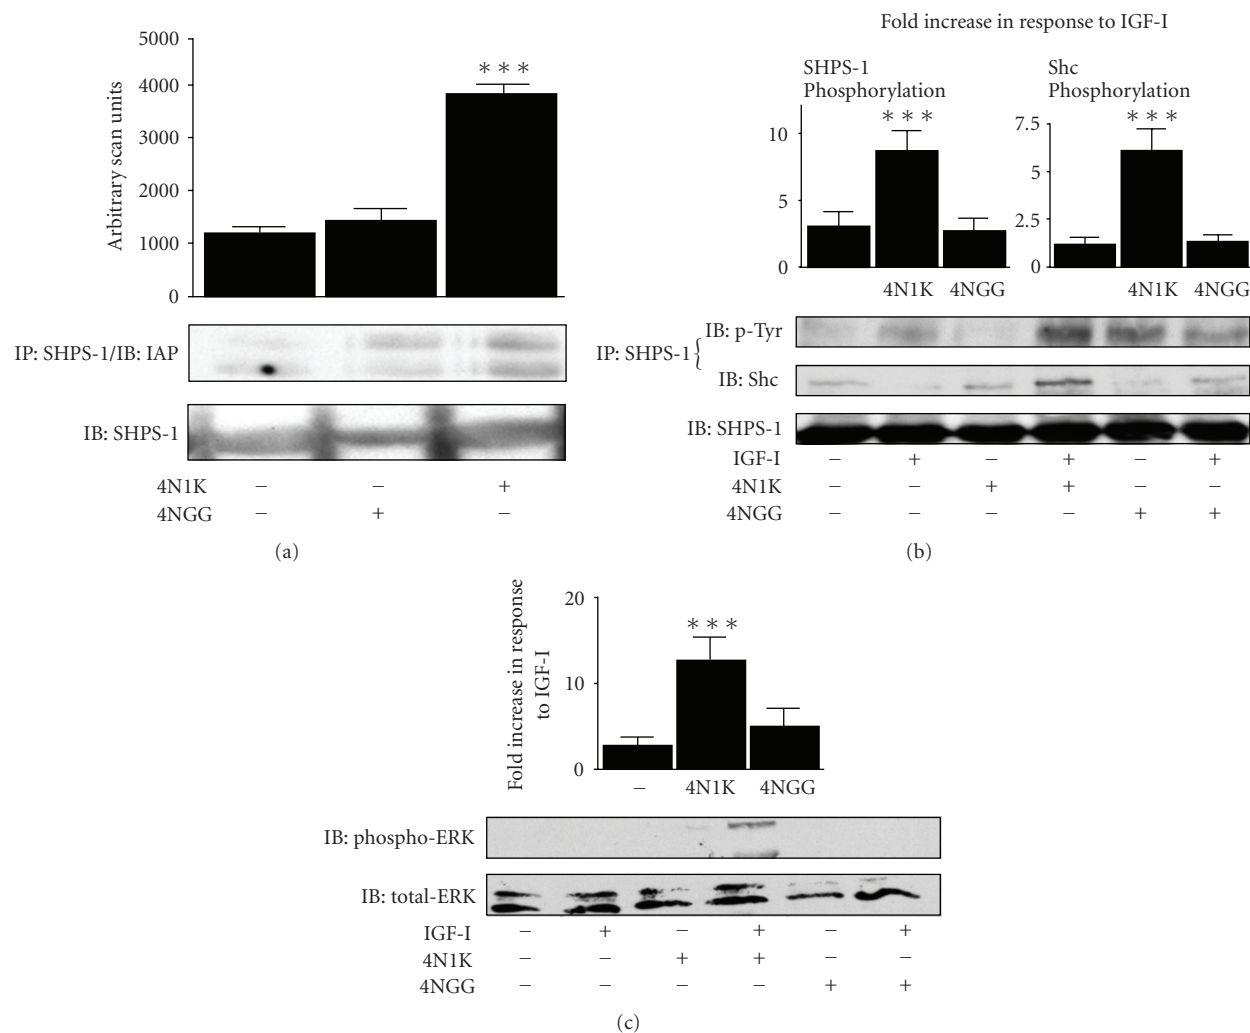 5000
4000
3000
2000
1000
0
Arbitrary scan units
* * *
IP: SHPS-1/IB: IAP
IB: SHPS-1
4N1K − − +
4NGG − + −
(a)
Fold increase in response to IGF-I
SHPS-1
Phosphorylation
* * *
10
5
0
4N1K 4NGG
Shc
Phosphorylation
* * *
7.5
5
2.5
0
4N1K 4NGG
IP: SHPS-1{
IB: p-Tyr
IB: Shc
IB: SHPS-1
IGF-I − + − + − +
4N1K − − + + − −
4NGG − − − − + +
(b)
Fold increase in response
to IGF-I
20
10
0
* * *
− 4N1K 4NGG
IB: phospho-ERK
IB: total-ERK
IGF-I − + − + − +
4N1K − − + + − −
4NGG − − − − + +
(c)